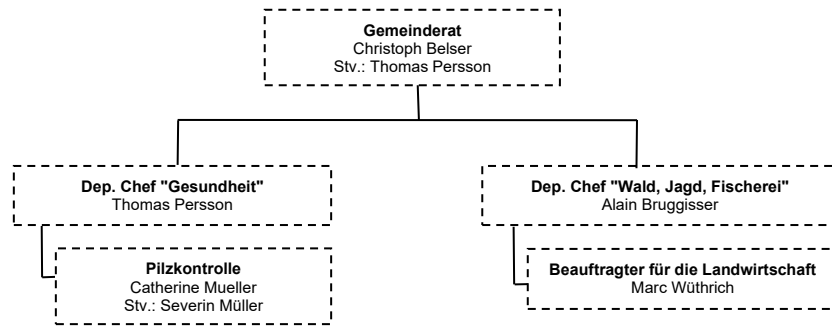 Gemeinderat
Christoph Belser
Stv.: Thomas Persson
Dep. Chef "Gesundheit"
Thomas Persson
Dep. Chef "Wald, Jagd, Fischerei"
Alain Bruggisser
Pilzkontrolle
Catherine Mueller
Stv.: Severin Müller
Beauftragter für die Landwirtschaft
Marc Wüthrich